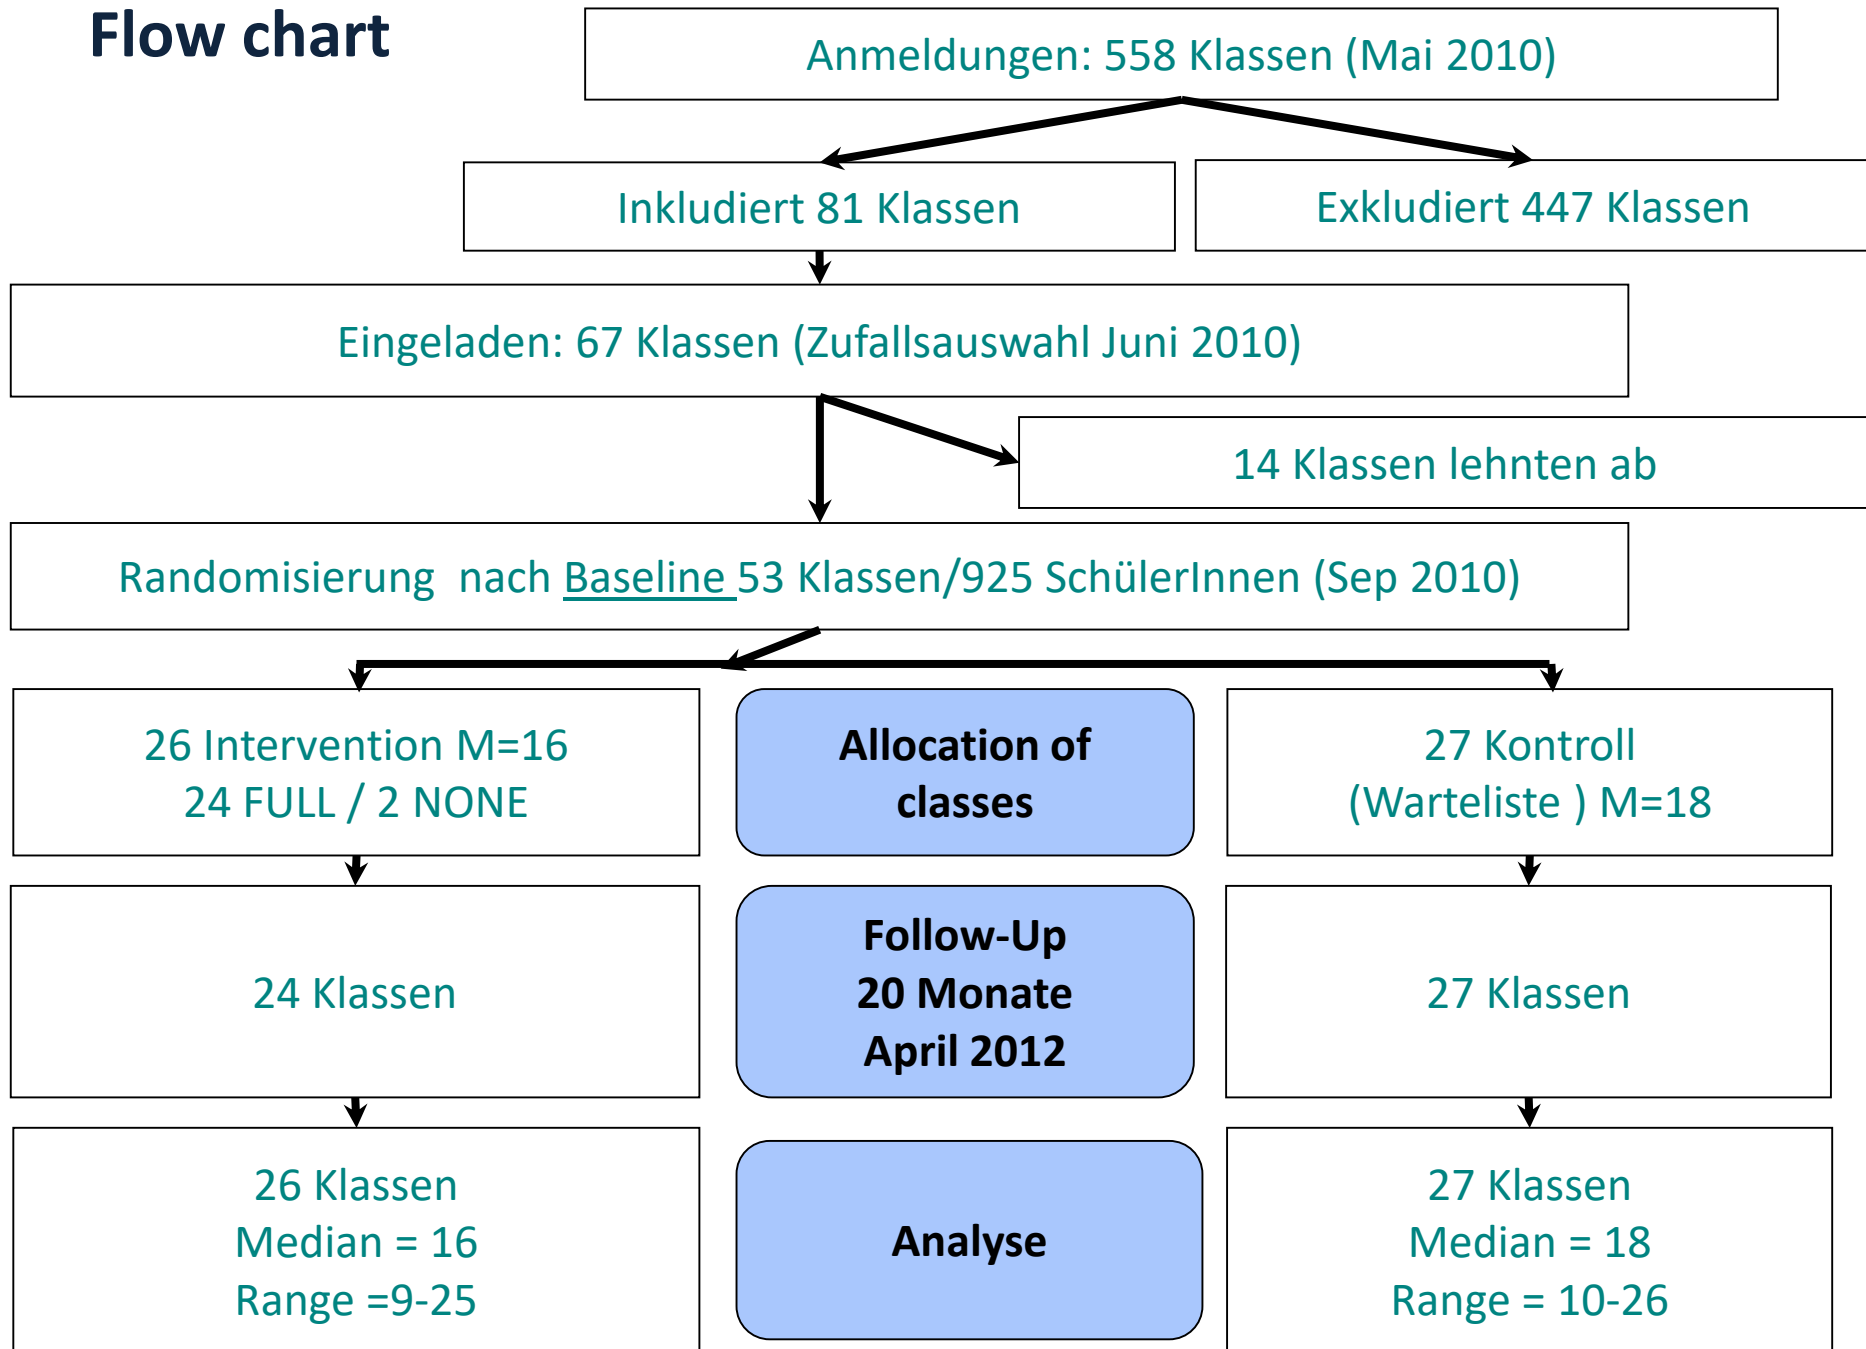 Flow chart
Anmeldungen: 558 Klassen (Mai 2010)
Inkludiert 81 Klassen
Exkludiert 447 Klassen
Eingeladen: 67 Klassen (Zufallsauswahl Juni 2010)
14 Klassen lehnten ab
Randomisierung nach Baseline 53 Klassen/925 SchülerInnen (Sep 2010)
26 Intervention M=16
24 FULL / 2 NONE
Allocation of
classes
27 Kontroll
(Warteliste ) M=18
24 Klassen
Follow-Up
20 Monate
April 2012
27 Klassen
26 Klassen
Median = 16
Range =9-25
Analyse
27 Klassen
Median = 18
Range = 10-26